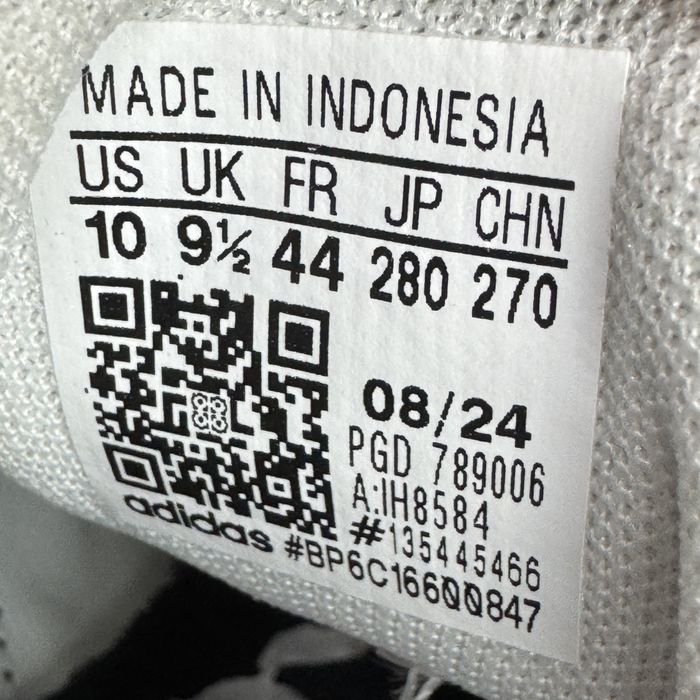 MADE IN INDONESIA
US UK FR JP CHN
10 9½ 44 280 270
08/24
PGD 789006
A:IH8584
#135445466
adidas #BP6C16600847